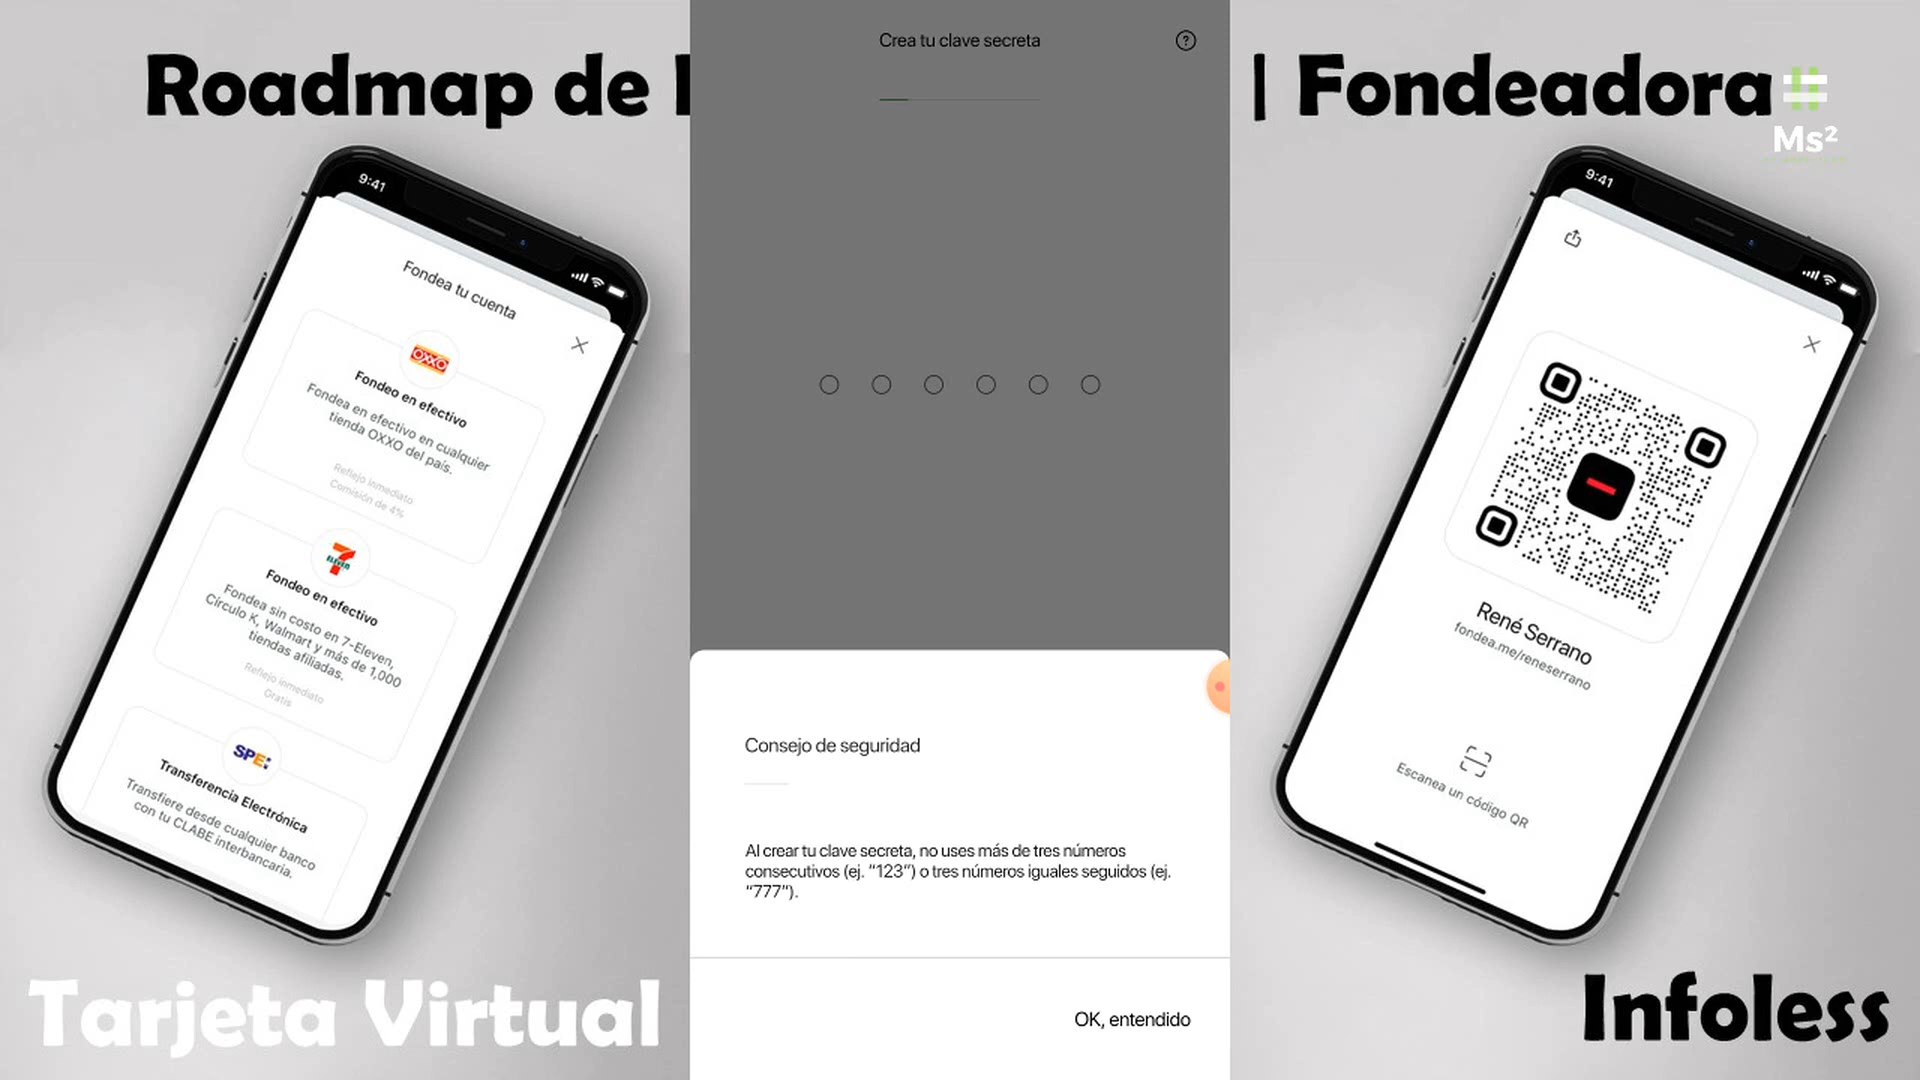 Roadmap de
| Fondeadora
Ms²
9:41
Fondea tu cuenta
OXXO
Fondeo en efectivo
Fondea en efectivo en cualquier
tienda OXXO del país.
Reflejo inmediato
Comisión de 4%
7
ELEVEN
Fondeo en efectivo
Fondea sin costo en 7-Eleven,
Círculo K, Walmart y más de 1,000
tiendas afiliadas.
Reflejo inmediato
Gratis
SPEI
Transferencia Electrónica
Transfiere desde cualquier banco
con tu CLABE interbancaria.
Tarjeta Virtual
Crea tu clave secreta
?
Consejo de seguridad
Al crear tu clave secreta, no uses más de tres números
consecutivos (ej. “123”) o tres números iguales seguidos (ej.
“777”).
OK, entendido
9:41
René Serrano
fondea.me/reneserrano
Escanea un código QR
Infoless